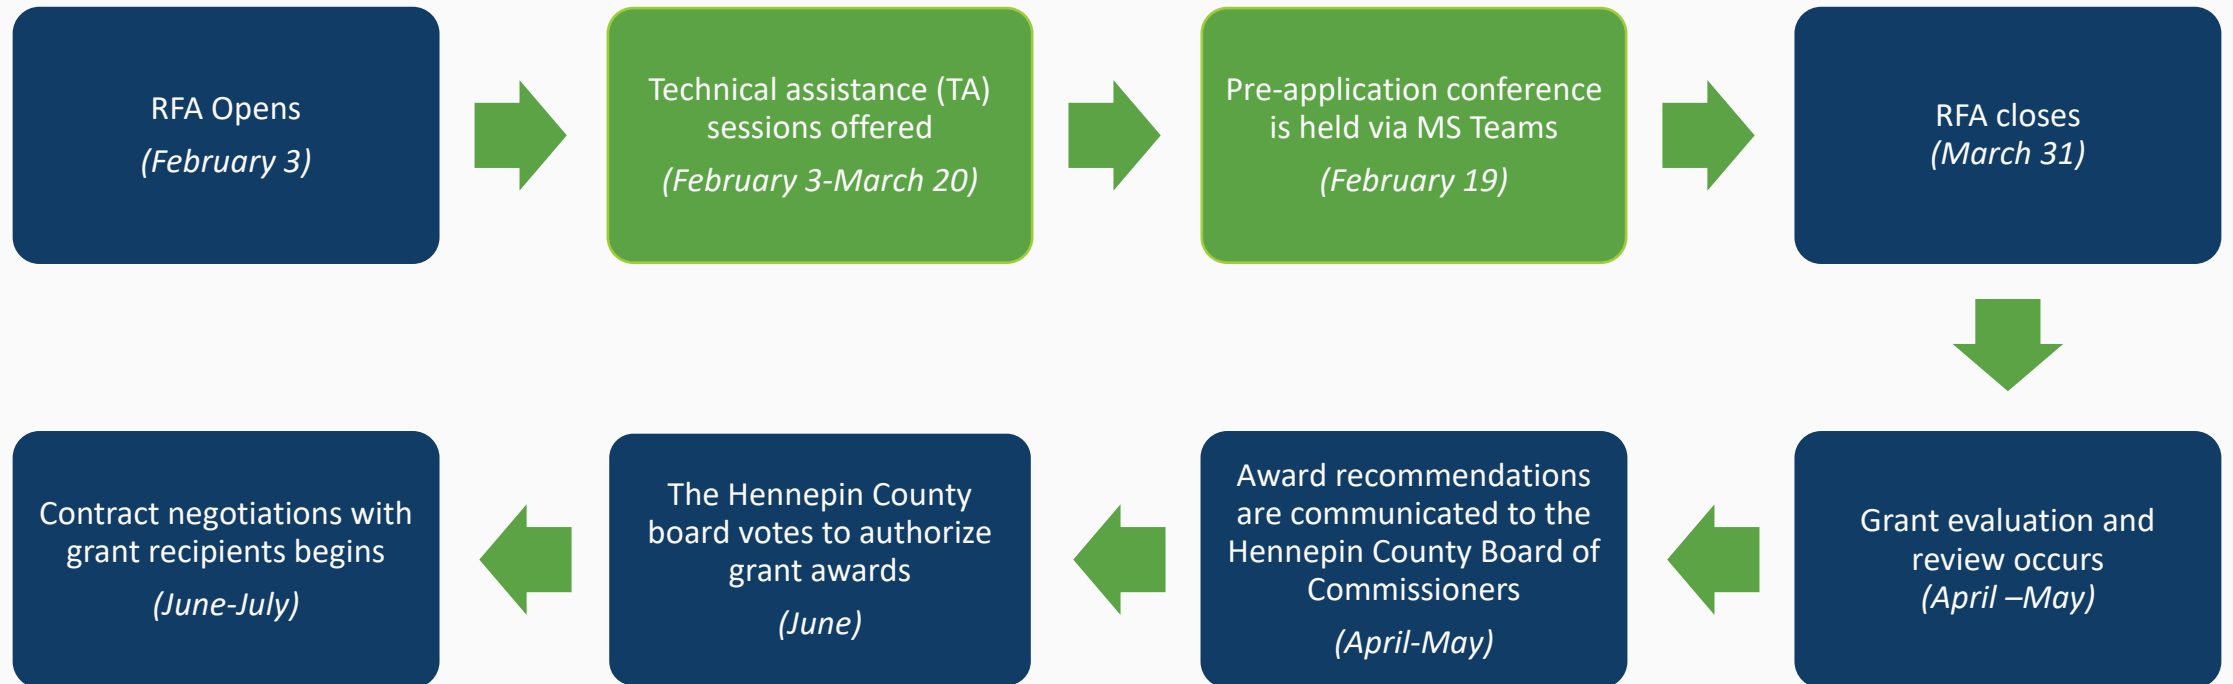 RFA Opens
(February 3)
Technical assistance (TA)
sessions offered
(February 3-March 20)
Pre-application conference
is held via MS Teams
(February 19)
RFA closes
(March 31)
Grant evaluation and
review occurs
(April –May)
Award recommendations
are communicated to the
Hennepin County Board of
Commissioners
(April-May)
The Hennepin County
board votes to authorize
grant awards
(June)
Contract negotiations with
grant recipients begins
(June-July)